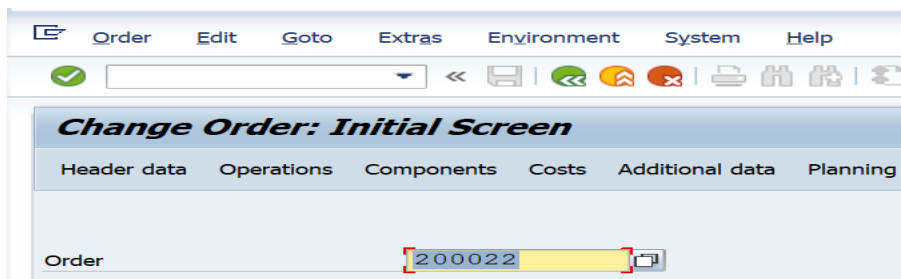 Order Edit Goto Extras Environment System Help
Change Order: Initial Screen
Header data Operations Components Costs Additional data Planning
Order 200022